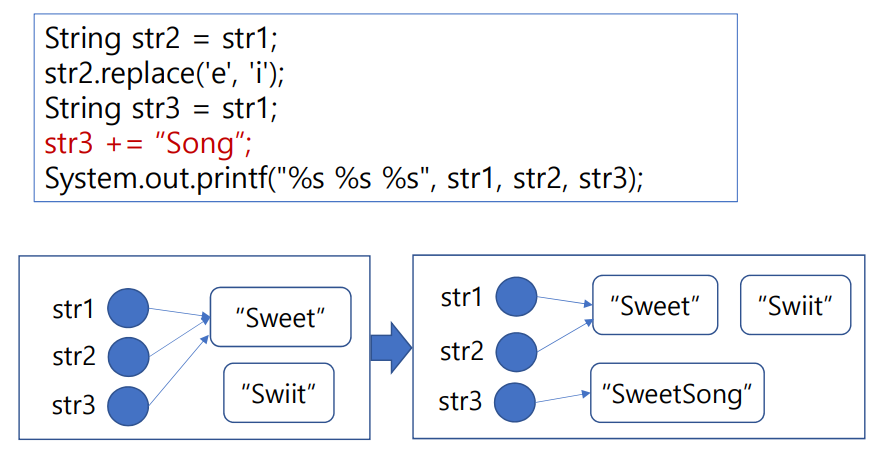 String str2 = str1;
str2.replace('e', 'i');
String str3 = str1;
str3 += “Song”;
System.out.printf("%s %s %s", str1, str2, str3);
str1
“Sweet”
str2
“Swiit”
str3
str1
“Sweet”
“Swiit”
str2
str3
“SweetSong”